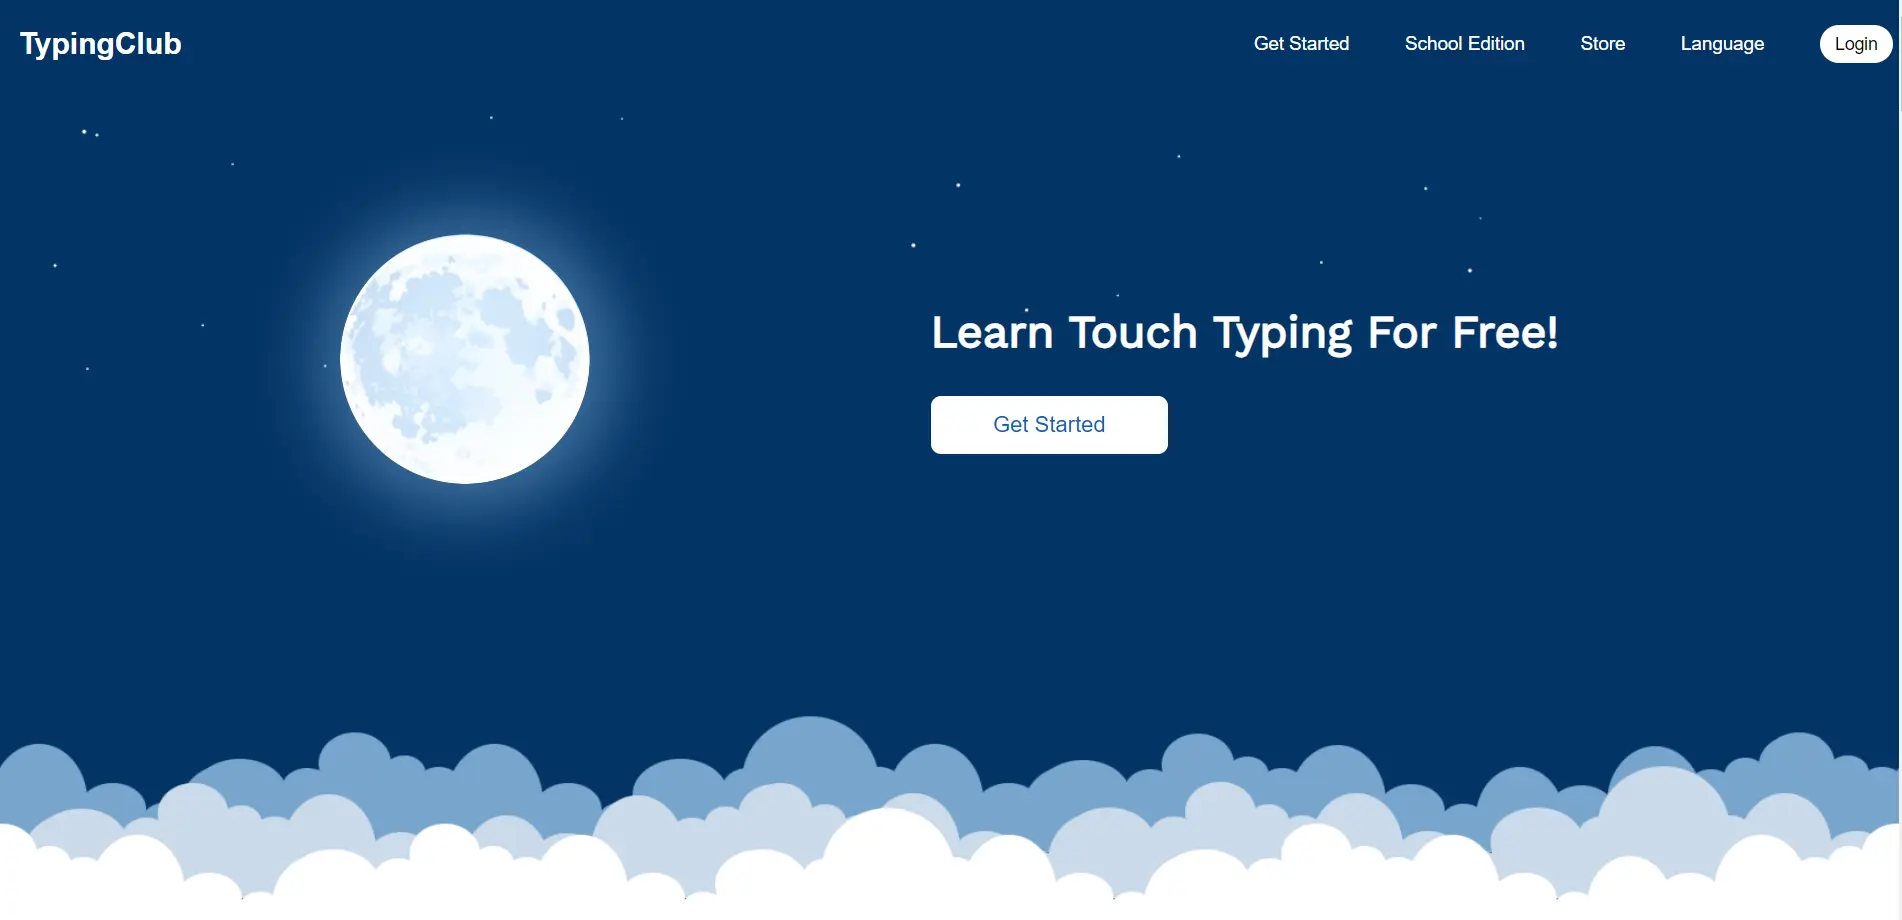 TypingClub
Get Started
School Edition
Store
Language
Login
Learn Touch Typing For Free!
Get Started